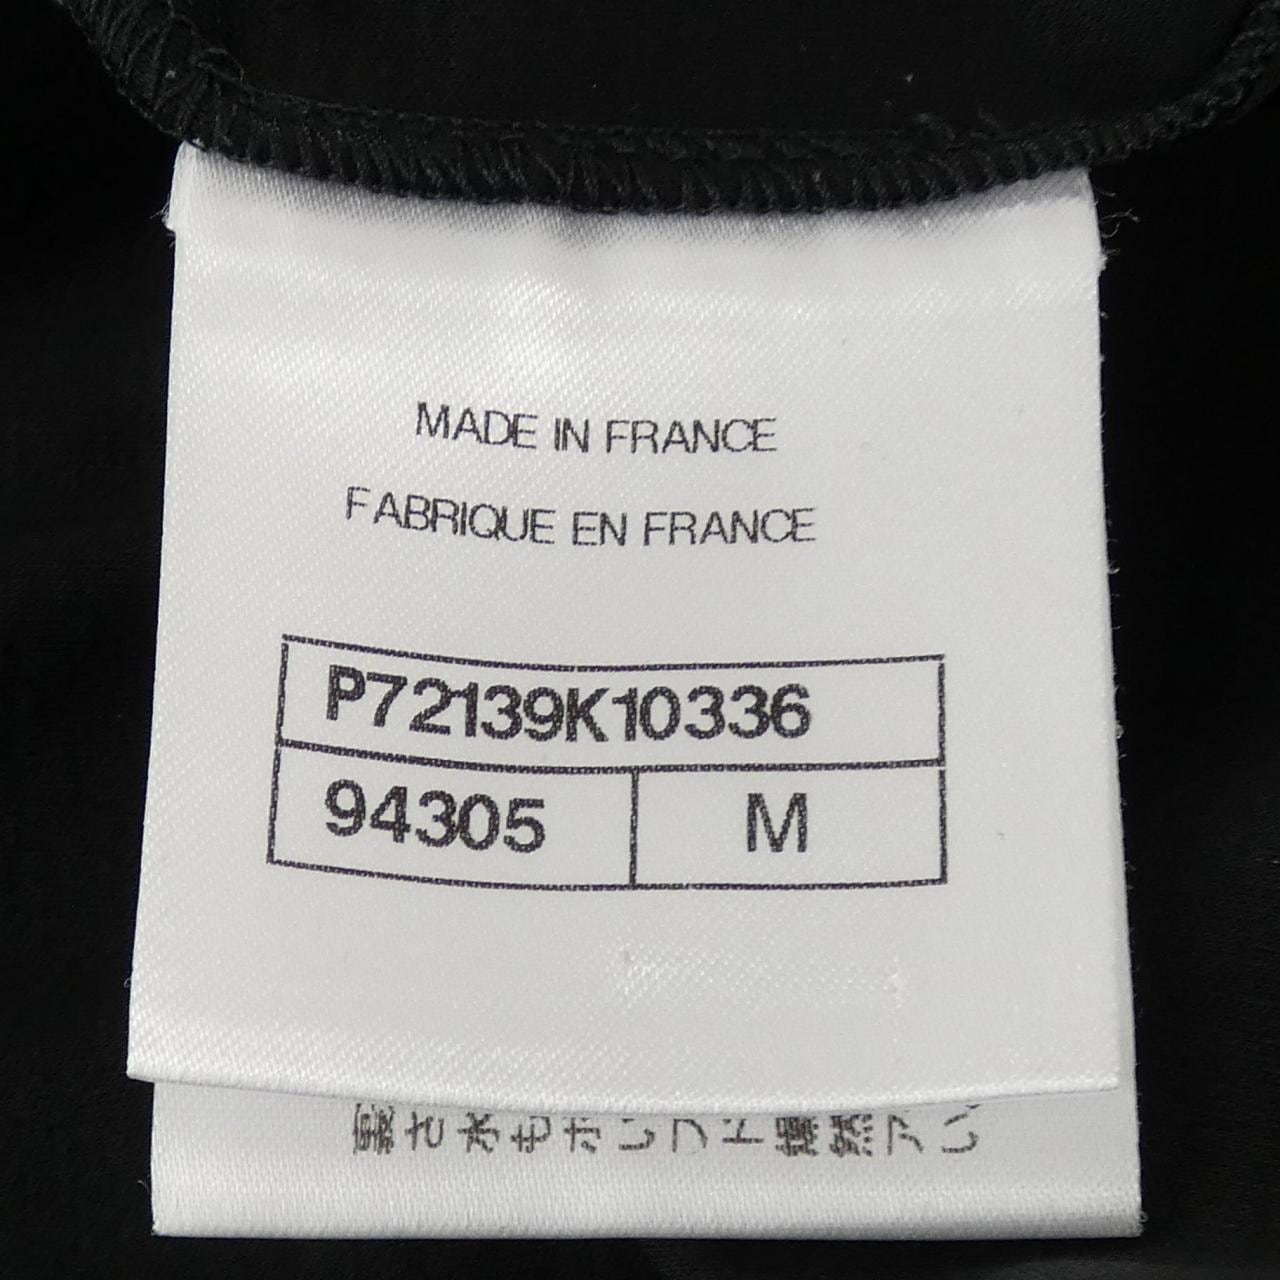 MADE IN FRANCE
FABRIQUE EN FRANCE
P72139K10336
94305 M